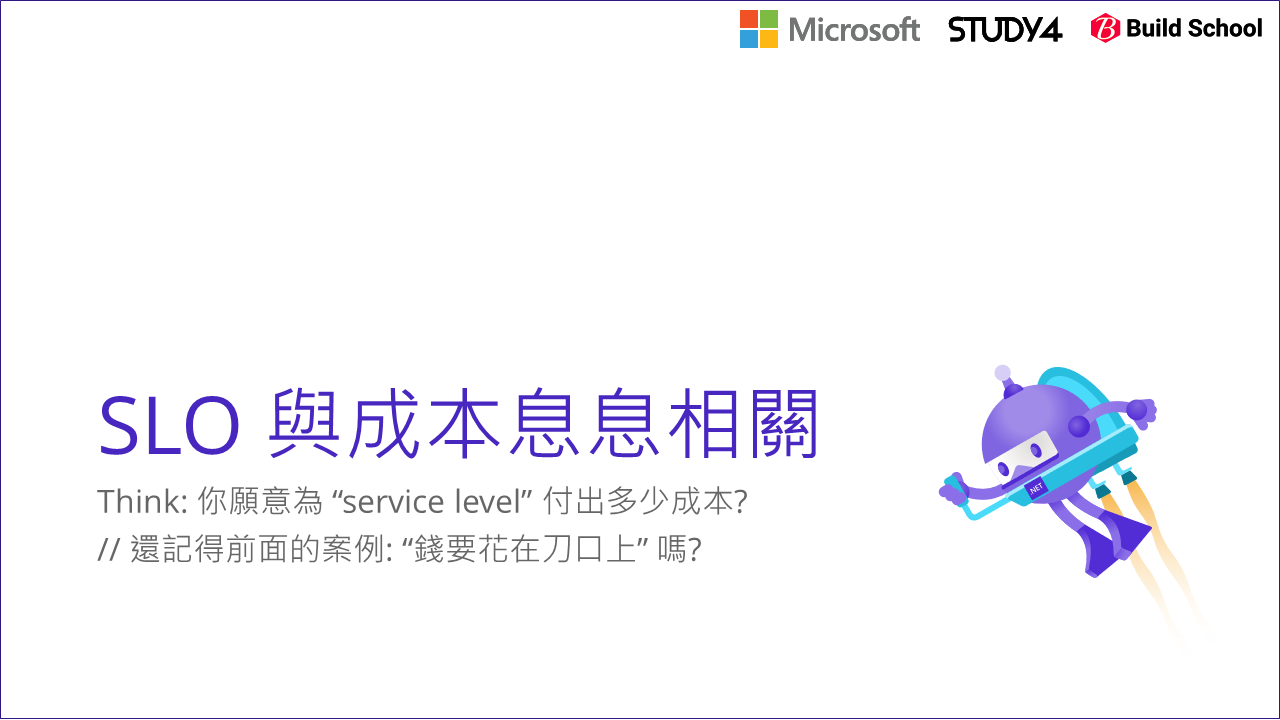 Microsoft
STUDY4
Build School
SLO 與成本息息相關
Think: 你願意為 “service level” 付出多少成本?
// 還記得前面的案例: “錢要花在刀口上” 嗎?
.NET